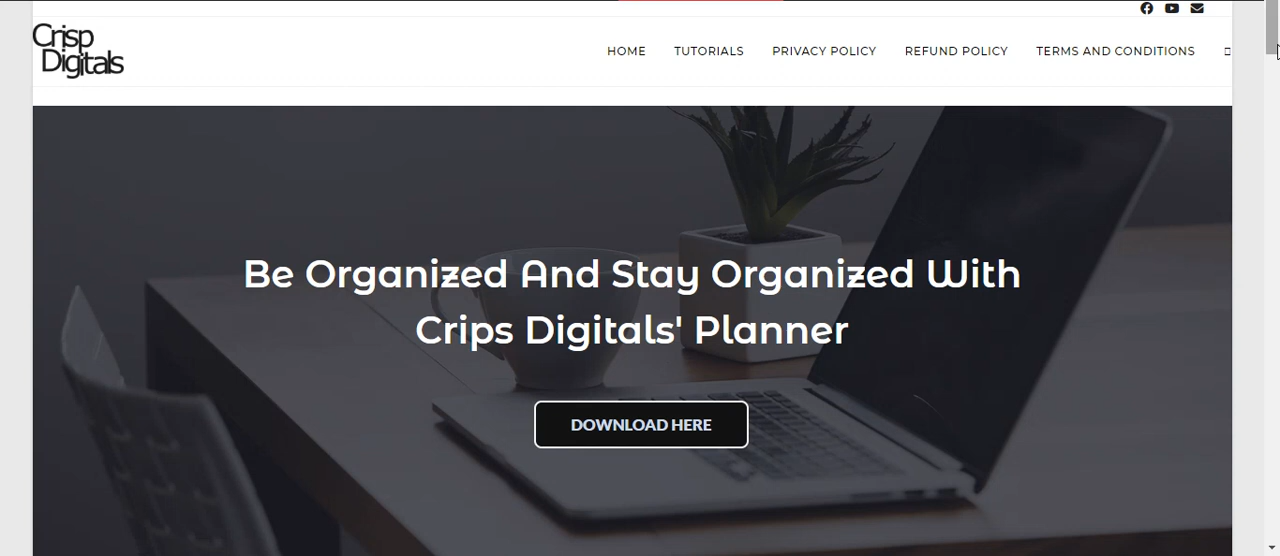 Crisp
Digitals
HOME TUTORIALS PRIVACY POLICY REFUND POLICY TERMS AND CONDITIONS
Be Organized And Stay Organized With
Crips Digitals' Planner
DOWNLOAD HERE